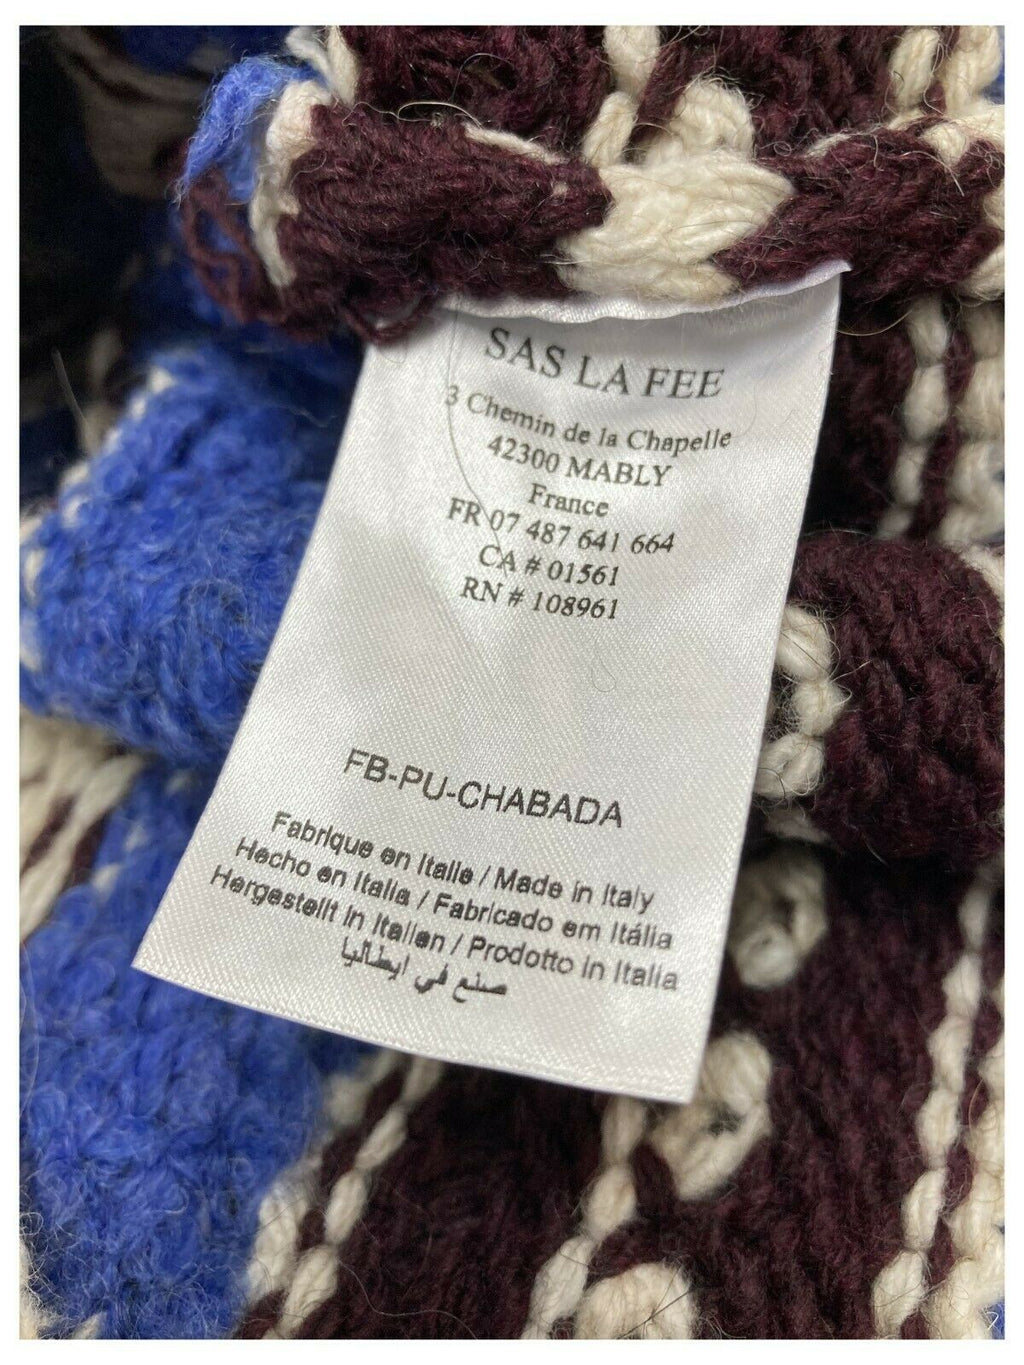 SAS LA FEE
3 Chemin de la Chapelle
42300 MABLY
France
FR 07 487 641 664
CA # 01561
RN # 108961
FB-PU-CHABADA
Fabrique en Italie / Made in Italy
Hecho en Italia / Fabricado em Itália
Hergestellt in Italien / Prodotto in Italia
صنع في ايطاليا